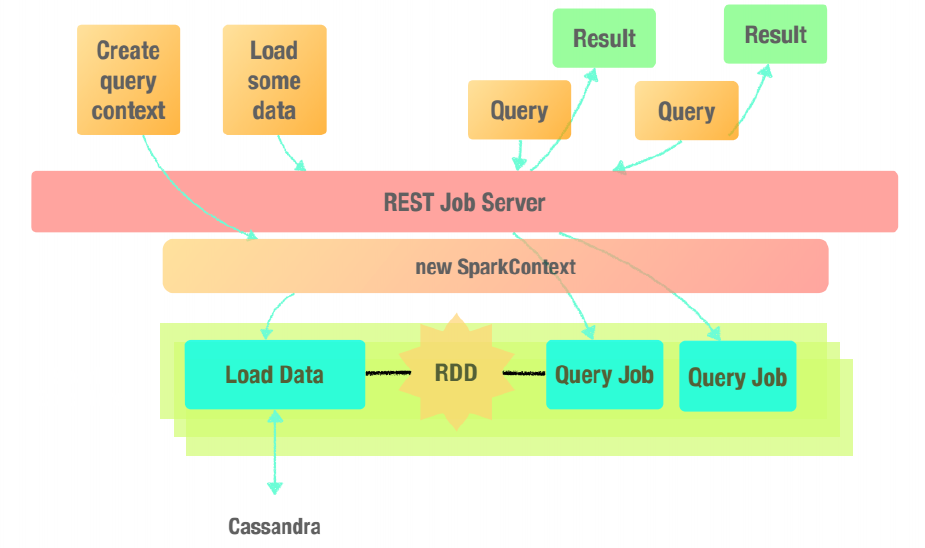 Create
query
context
Load
some
data
Query
Result
Query
Result
REST Job Server
new SparkContext
Load Data
RDD
Query Job
Query Job
Cassandra